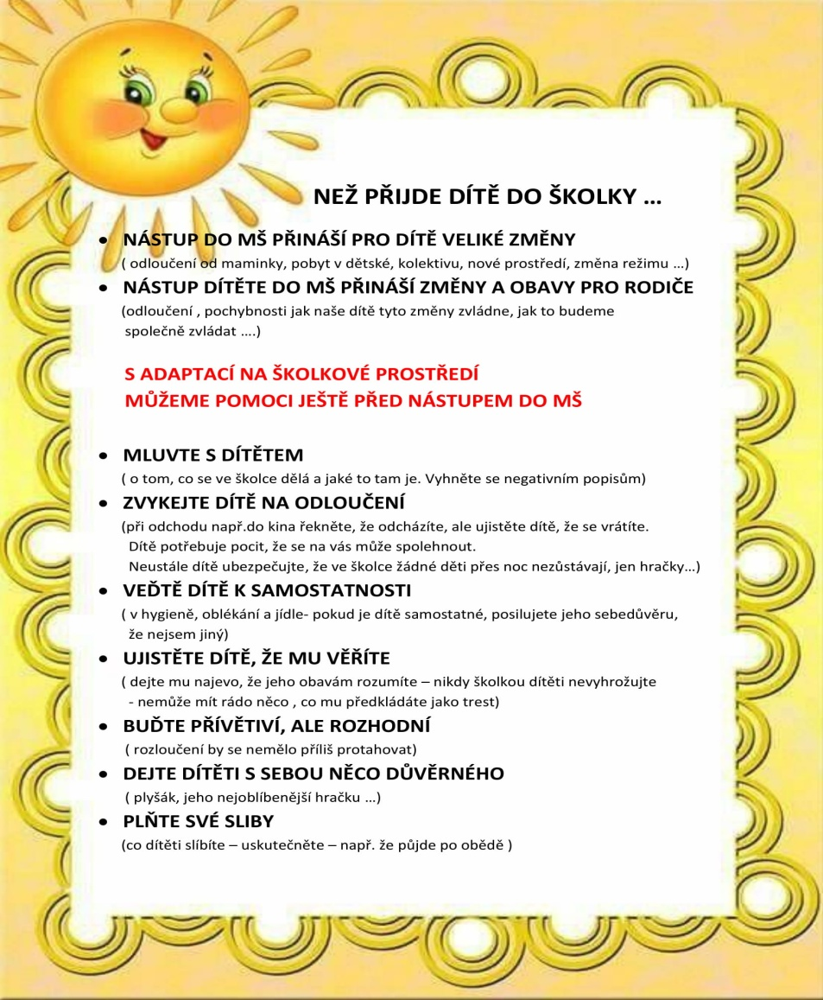 NEŽ PŘIJDE DÍTĚ DO ŠKOLKY …
• NÁSTUP DO MŠ PŘINÁŠÍ PRO DÍTĚ VELIKÉ ZMĚNY
( odloučení od maminky, pobyt v dětské, kolektivu, nové prostředí, změna režimu …)
• NÁSTUP DÍTĚTE DO MŠ PŘINÁŠÍ ZMĚNY A OBAVY PRO RODIČE
(odloučení , pochybnosti jak naše dítě tyto změny zvládne, jak to budeme
společně zvládat ….)
S ADAPTACÍ NA ŠKOLKOVÉ PROSTŘEDÍ
MŮŽEME POMOCI JEŠTĚ PŘED NÁSTUPEM DO MŠ
• MLUVTE S DÍTĚTEM
( o tom, co se ve školce dělá a jaké to tam je. Vyhněte se negativním popisům)
• ZVYKEJTE DÍTĚ NA ODLOUČENÍ
(při odchodu např.do kina řekněte, že odcházíte, ale ujistěte dítě, že se vrátíte.
Dítě potřebuje pocit, že se na vás může spolehnout.
Neustále dítě ubezpečujte, že ve školce žádné děti přes noc nezůstávají, jen hračky…)
• VEĎTĚ DÍTĚ K SAMOSTATNOSTI
( v hygieně, oblékání a jídle- pokud je dítě samostatné, posilujete jeho sebedůvěru,
že nejsem jiný)
• UJISTĚTE DÍTĚ, ŽE MU VĚŘÍTE
( dejte mu najevo, že jeho obavám rozumíte – nikdy školkou dítěti nevyhrožujte
- nemůže mít rádo něco , co mu předkládáte jako trest)
• BUĎTE PŘÍVĚTIVÍ, ALE ROZHODNÍ
( rozloučení by se nemělo příliš protahovat)
• DEJTE DÍTĚTI S SEBOU NĚCO DŮVĚRNÉHO
( plyšák, jeho nejoblíbenější hračku …)
• PLŇTE SVÉ SLIBY
(co dítěti slíbíte – uskutečněte – např. že půjde po obědě )